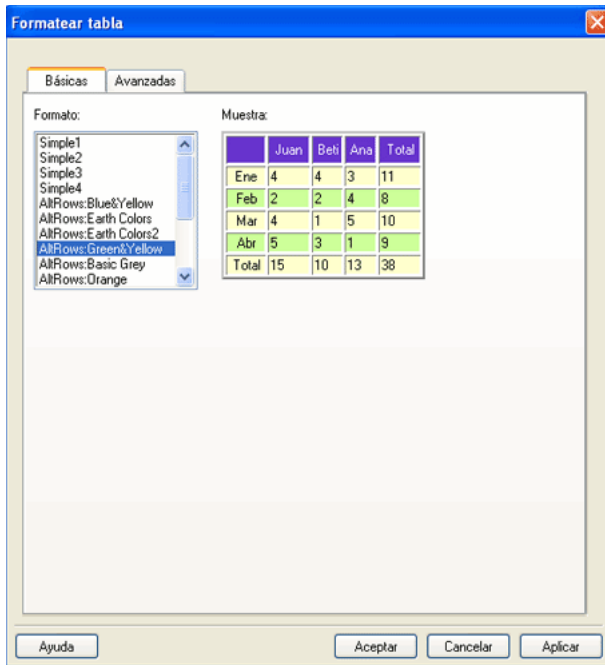 Formatear tabla
Básicas Avanzadas
Formato: Muestra:
Simple1
Simple2
Simple3
Simple4
AltRows:Blue&Yellow
AltRows:Earth Colors
AltRows:Earth Colors2
AltRows:Green&Yellow
AltRows:Basic Grey
AltRows:Orange
Juan Beti Ana Total
Ene 4 4 3 11
Feb 2 2 4 8
Mar 4 1 5 10
Abr 5 3 1 9
Total 15 10 13 38
Ayuda Aceptar Cancelar Aplicar